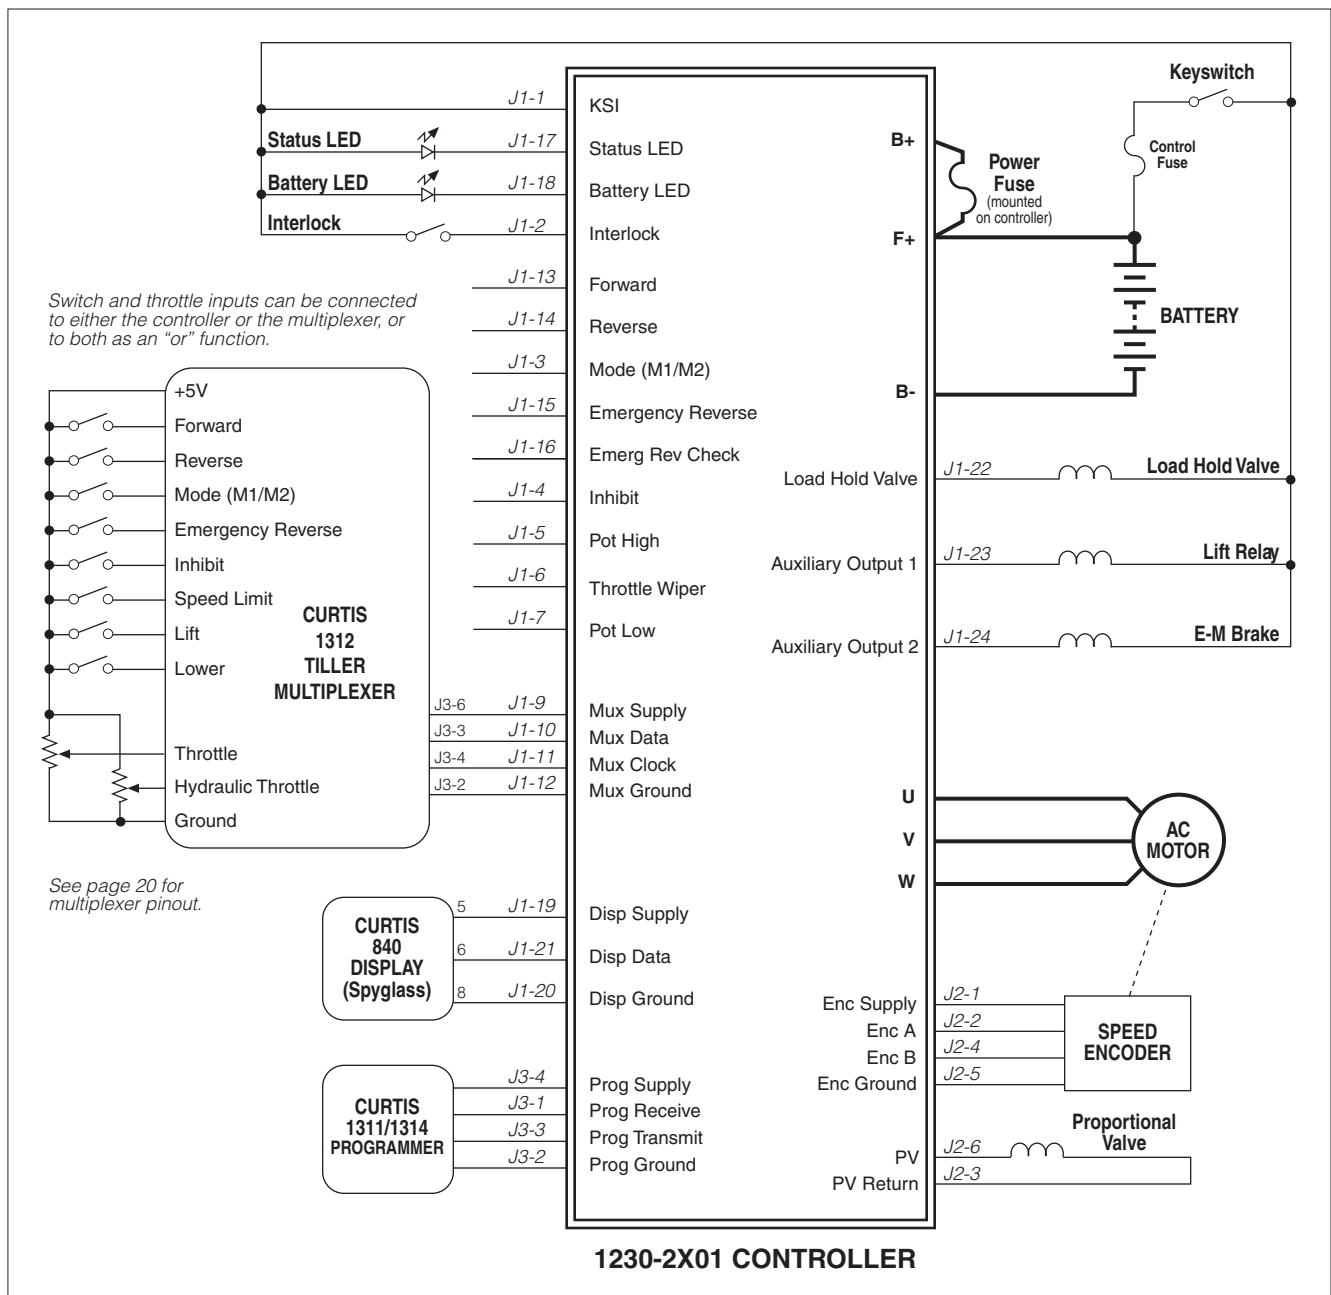 Keyswitch
J1-1
KSI
Status LED
J1-17
Status LED
B+
Power
Fuse
(mounted
on controller)
Control
Fuse
Battery LED
J1-18
Battery LED
Interlock
J1-2
Interlock
F+
J1-13
Forward
Switch and throttle inputs can be connected
to either the controller or the multiplexer, or
to both as an “or” function.
J1-14
Reverse
BATTERY
J1-3
Mode (M1/M2)
B-
J1-15
Emergency Reverse
J1-16
Emerg Rev Check
Load Hold Valve
J1-22
Load Hold Valve
J1-4
Inhibit
J1-5
Pot High
Auxiliary Output 1
J1-23
Lift Relay
J1-6
Throttle Wiper
J1-7
Pot Low
Auxiliary Output 2
J1-24
E-M Brake
+5V
Forward
Reverse
Mode (M1/M2)
Emergency Reverse
Inhibit
Speed Limit
Lift
Lower
CURTIS
1312
TILLER
MULTIPLEXER
Throttle
Hydraulic Throttle
Ground
J3-6
J1-9
Mux Supply
J3-3
J1-10
Mux Data
J3-4
J1-11
Mux Clock
J3-2
J1-12
Mux Ground
U
V
W
AC
MOTOR
See page 20 for
multiplexer pinout.
CURTIS
840
DISPLAY
(Spyglass)
5
J1-19
Disp Supply
6
J1-21
Disp Data
8
J1-20
Disp Ground
Enc Supply
J2-1
Enc A
J2-2
Enc B
J2-4
Enc Ground
J2-5
SPEED
ENCODER
CURTIS
1311/1314
PROGRAMMER
J3-4
Prog Supply
J3-1
Prog Receive
J3-3
Prog Transmit
J3-2
Prog Ground
Proportional
Valve
PV
J2-6
PV Return
J2-3
1230-2X01 CONTROLLER